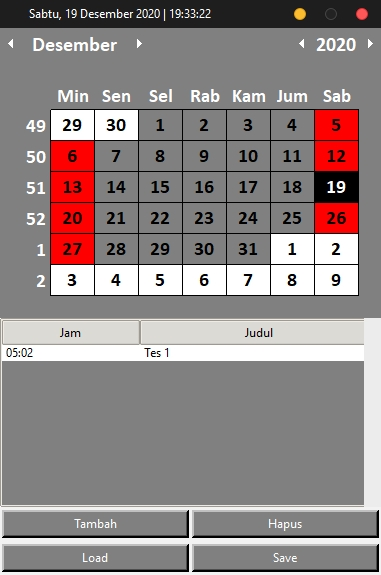 Sabtu, 19 Desember 2020 | 19:33:22
Desember 2020
Min Sen Sel Rab Kam Jum Sab
49 29 30 1 2 3 4 5
50 6 7 8 9 10 11 12
51 13 14 15 16 17 18 19
52 20 21 22 23 24 25 26
1 27 28 29 30 31 1 2
2 3 4 5 6 7 8 9
Jam Judul
05:02 Tes 1
Tambah Hapus
Load Save